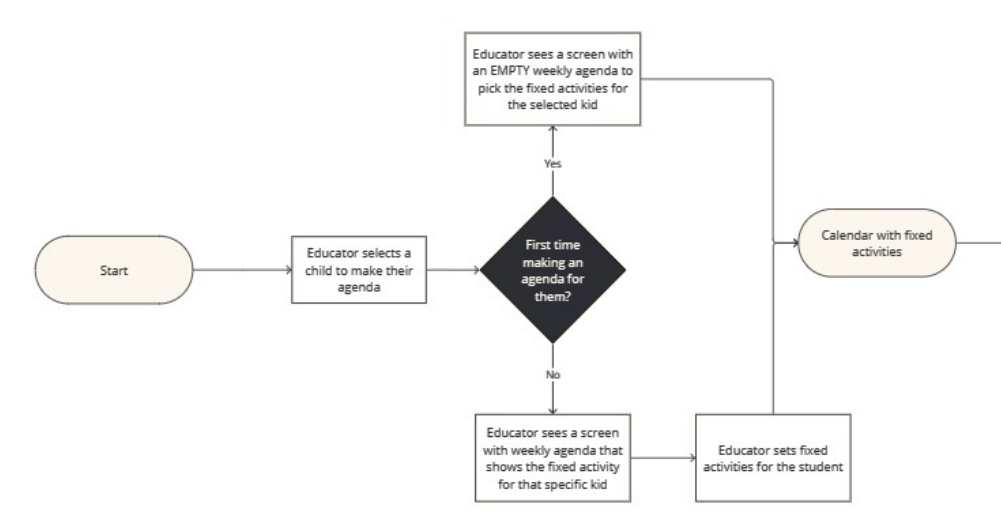 Educator sees a screen with
an EMPTY weekly agenda to
pick the fixed activities for
the selected kid
Yes
Start
Educator selects a
child to make their
agenda
First time
making an
agenda for
them?
Calendar with fixed
activities
No
Educator sees a screen
with weekly agenda that
shows the fixed activity
for that specific kid
Educator sets fixed
activities for the student